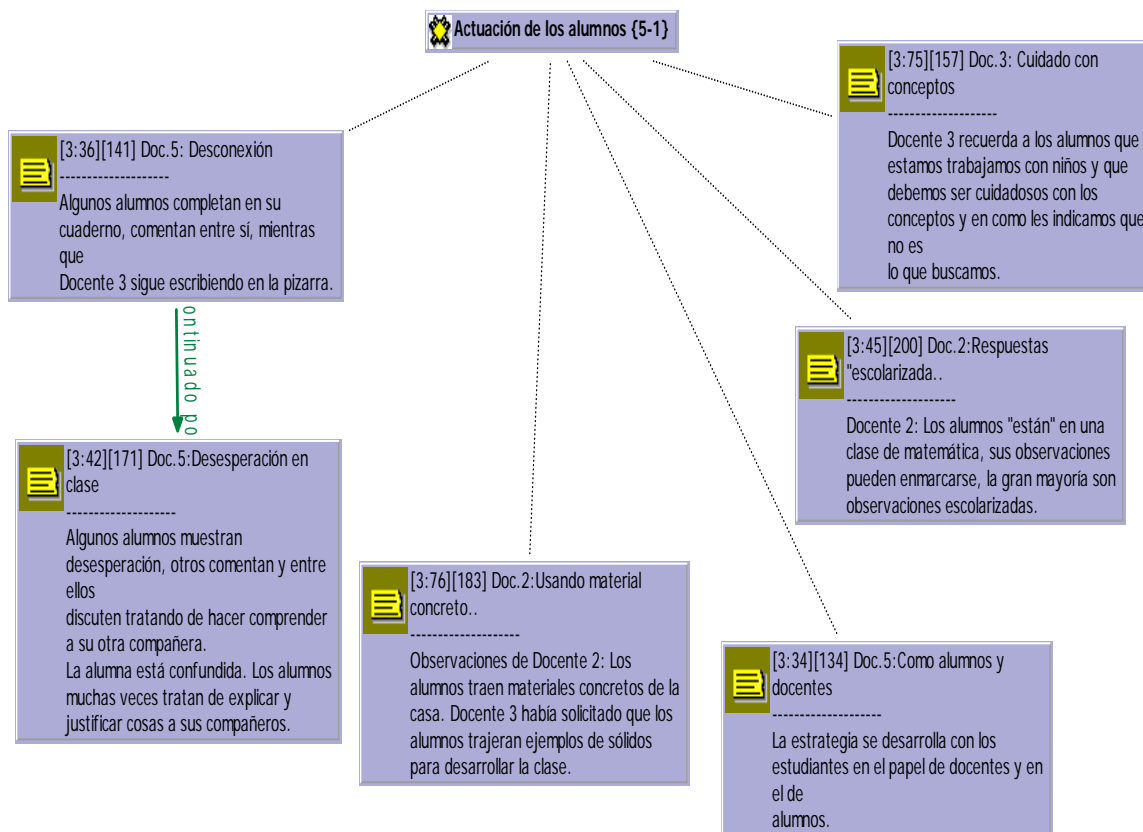 Actuación de los alumnos {5-1}
[3:75][157] Doc.3: Cuidado con
conceptos
--------------------
Docente 3 recuerda a los alumnos que
estamos trabajamos con niños y que
debemos ser cuidadosos con los
conceptos y en como les indicamos que
no es
lo que buscamos.
[3:36][141] Doc.5: Desconexión
--------------------
Algunos alumnos completan en su
cuaderno, comentan entre sí, mientras
que
Docente 3 sigue escribiendo en la pizarra.
ontinuado po
[3:45][200] Doc.2:Respuestas
"escolarizada..
--------------------
Docente 2: Los alumnos "están" en una
clase de matemática, sus observaciones
pueden enmarcarse, la gran mayoría son
observaciones escolarizadas.
[3:42][171] Doc.5:Desesperación en
clase
--------------------
Algunos alumnos muestran
desesperación, otros comentan y entre
ellos
discuten tratando de hacer comprender
a su otra compañera.
La alumna está confundida. Los alumnos
muchas veces tratan de explicar y
justificar cosas a sus compañeros.
[3:76][183] Doc.2:Usando material
concreto..
--------------------
Observaciones de Docente 2: Los
alumnos traen materiales concretos de la
casa. Docente 3 había solicitado que los
alumnos trajeran ejemplos de sólidos
para desarrollar la clase.
[3:34][134] Doc.5:Como alumnos y
docentes
--------------------
La estrategia se desarrolla con los
estudiantes en el papel de docentes y en
el de
alumnos.